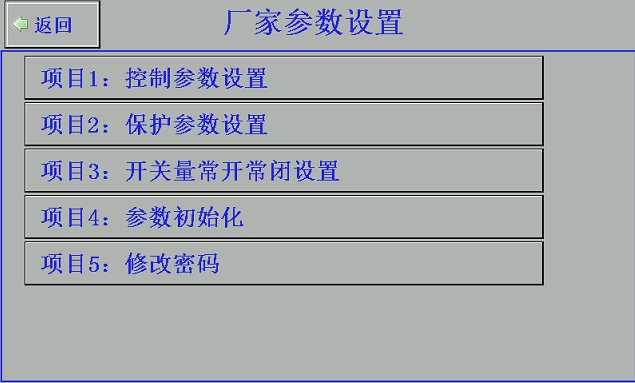 返回
厂家参数设置
项目1：控制参数设置
项目2：保护参数设置
项目3：开关量常开常闭设置
项目4：参数初始化
项目5：修改密码